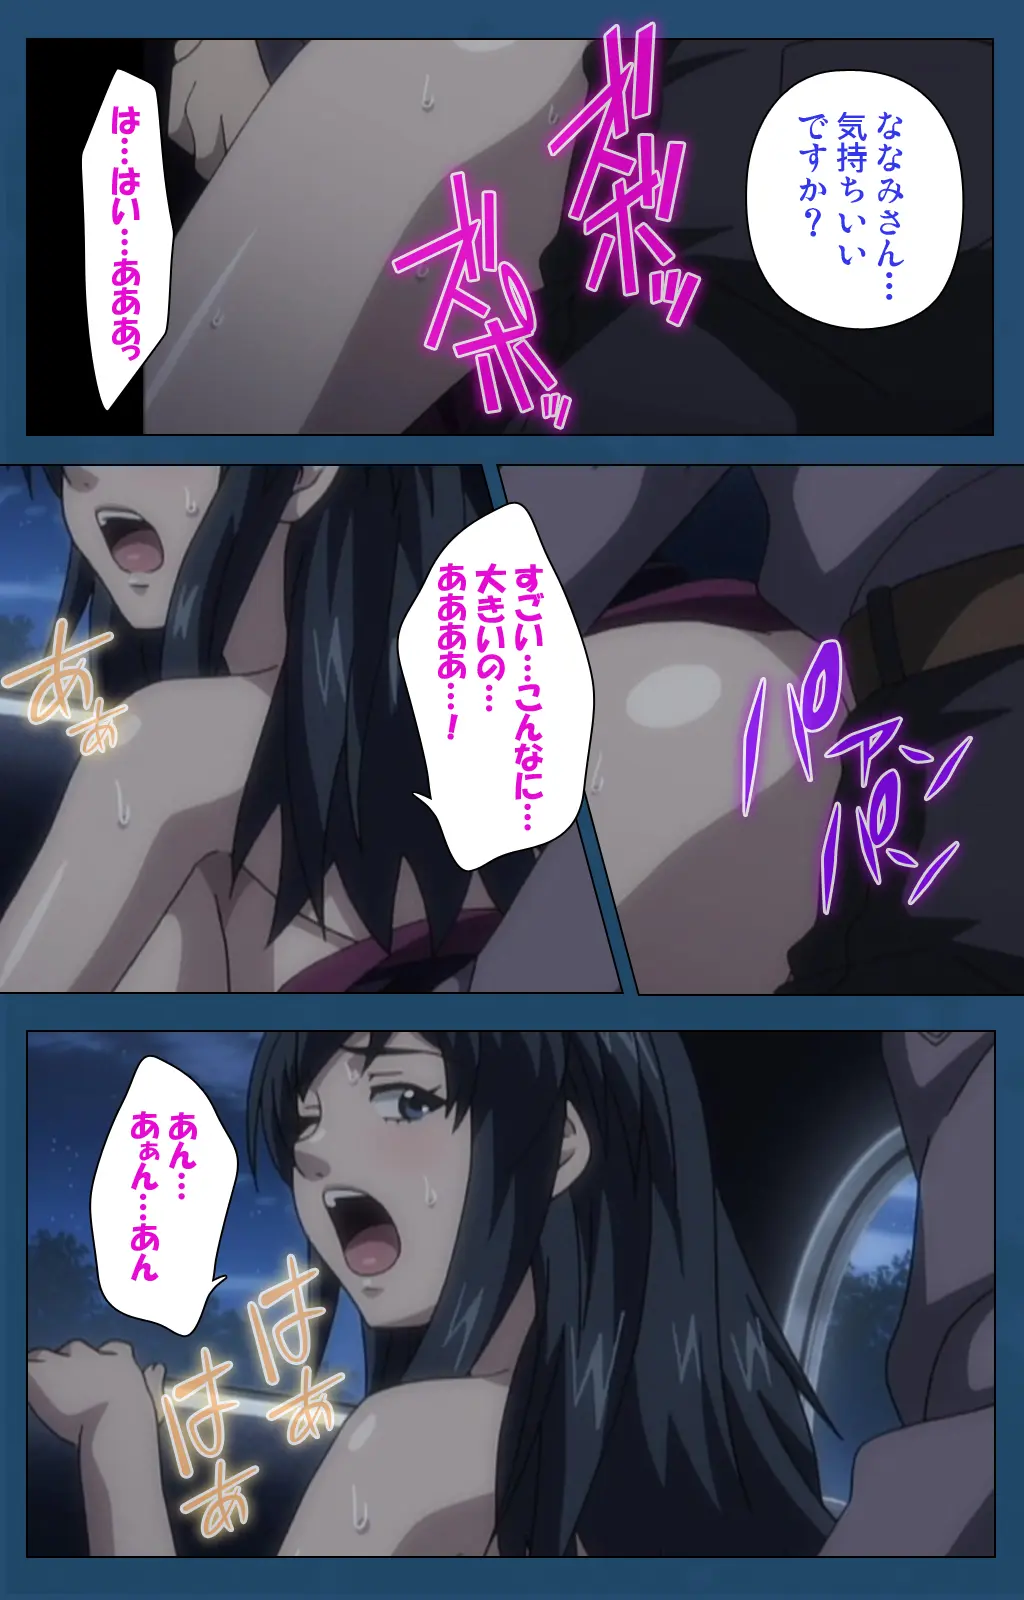 ななみさん…
気持ちいい
ですか？
ズボッ
ズボッ
は…はい…あああっ
すごい…こんなに…
大きいの…
ああああ…！
パァン
パン
あぁ
あぁ
あん…
あぁん…あん
はぁ
はぁ